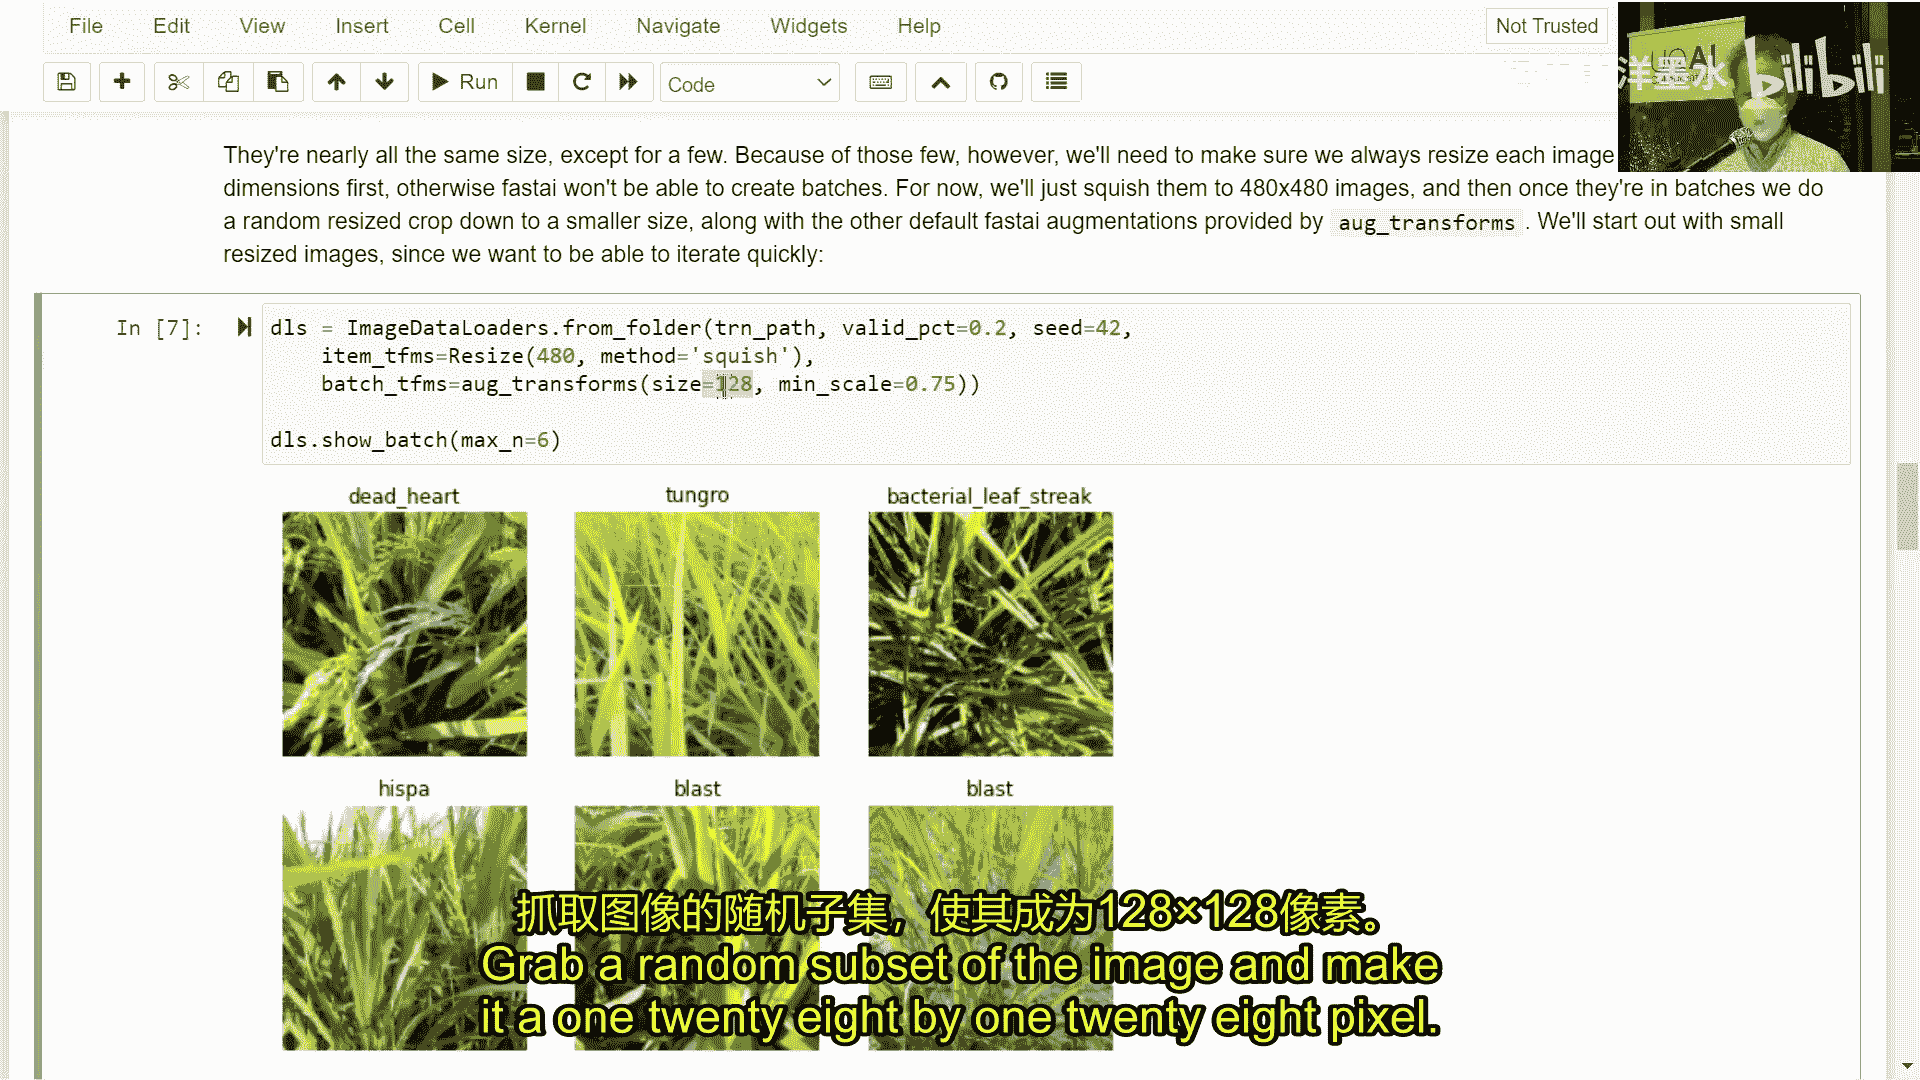 File Edit View Insert Cell Kernel Navigate Widgets Help
Not Trusted
Run
Code
洋墨水 bilibili
They're nearly all the same size, except for a few. Because of those few, however, we'll need to make sure we always resize each image
dimensions first, otherwise fastai won't be able to create batches. For now, we'll just squish them to 480x480 images, and then once they're in batches we do
a random resized crop down to a smaller size, along with the other default fastai augmentations provided by aug_transforms . We'll start out with small
resized images, since we want to be able to iterate quickly:
In [7]:
dls = ImageDataLoaders.from_folder(trn_path, valid_pct=0.2, seed=42,
item_tfms=Resize(480, method='squish'),
batch_tfms=aug_transforms(size=128, min_scale=0.75))
dls.show_batch(max_n=6)
dead_heart tungro bacterial_leaf_streak
hispa blast blast
抓取图像的随机子集，使其成为128×128像素。
Grab a random subset of the image and make
it a one twenty eight by one twenty eight pixel.